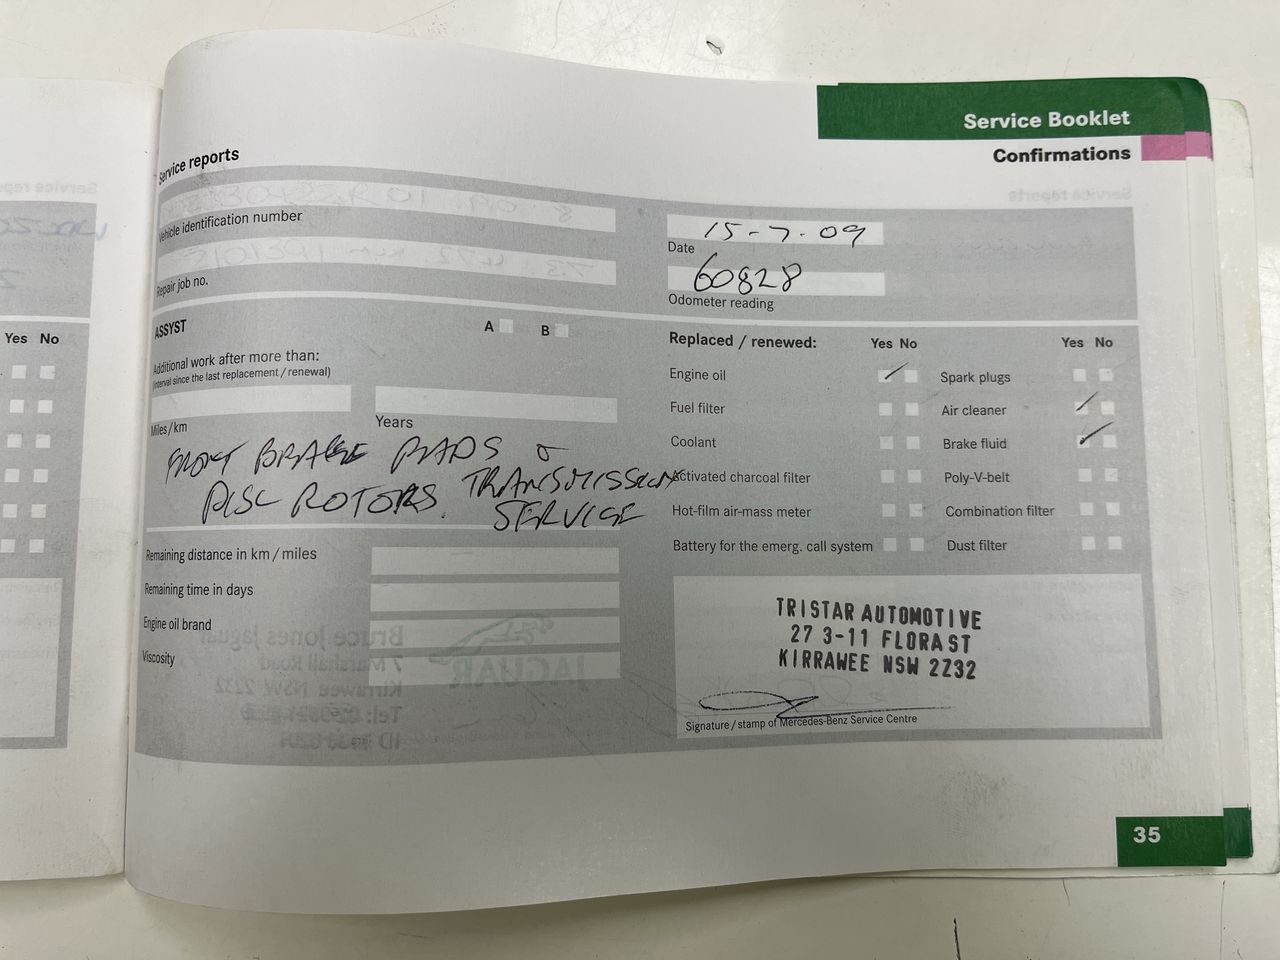 Service Booklet
Confirmations
Service reports
Vehicle identification number
Repair job no.
15-7-09
Date
60828
Odometer reading
ASSYST
A
B
Additional work after more than:
(interval since the last replacement / renewal)
Miles / km
Years
FRONT BRAKE PADS &
DISC ROTORS. TRANSMISSION
SERVICE
Remaining distance in km / miles
Remaining time in days
Engine oil brand
Viscosity
Replaced / renewed:
Yes No
Yes No
Engine oil
Spark plugs
Fuel filter
Air cleaner
Coolant
Brake fluid
Activated charcoal filter
Poly-V-belt
Hot-film air-mass meter
Combination filter
Battery for the emerg. call system
Dust filter
TRISTAR AUTOMOTIVE
27 3-11 FLORA ST
KIRRAWEE NSW 2232
Signature / stamp of Mercedes-Benz Service Centre
35
Yes No